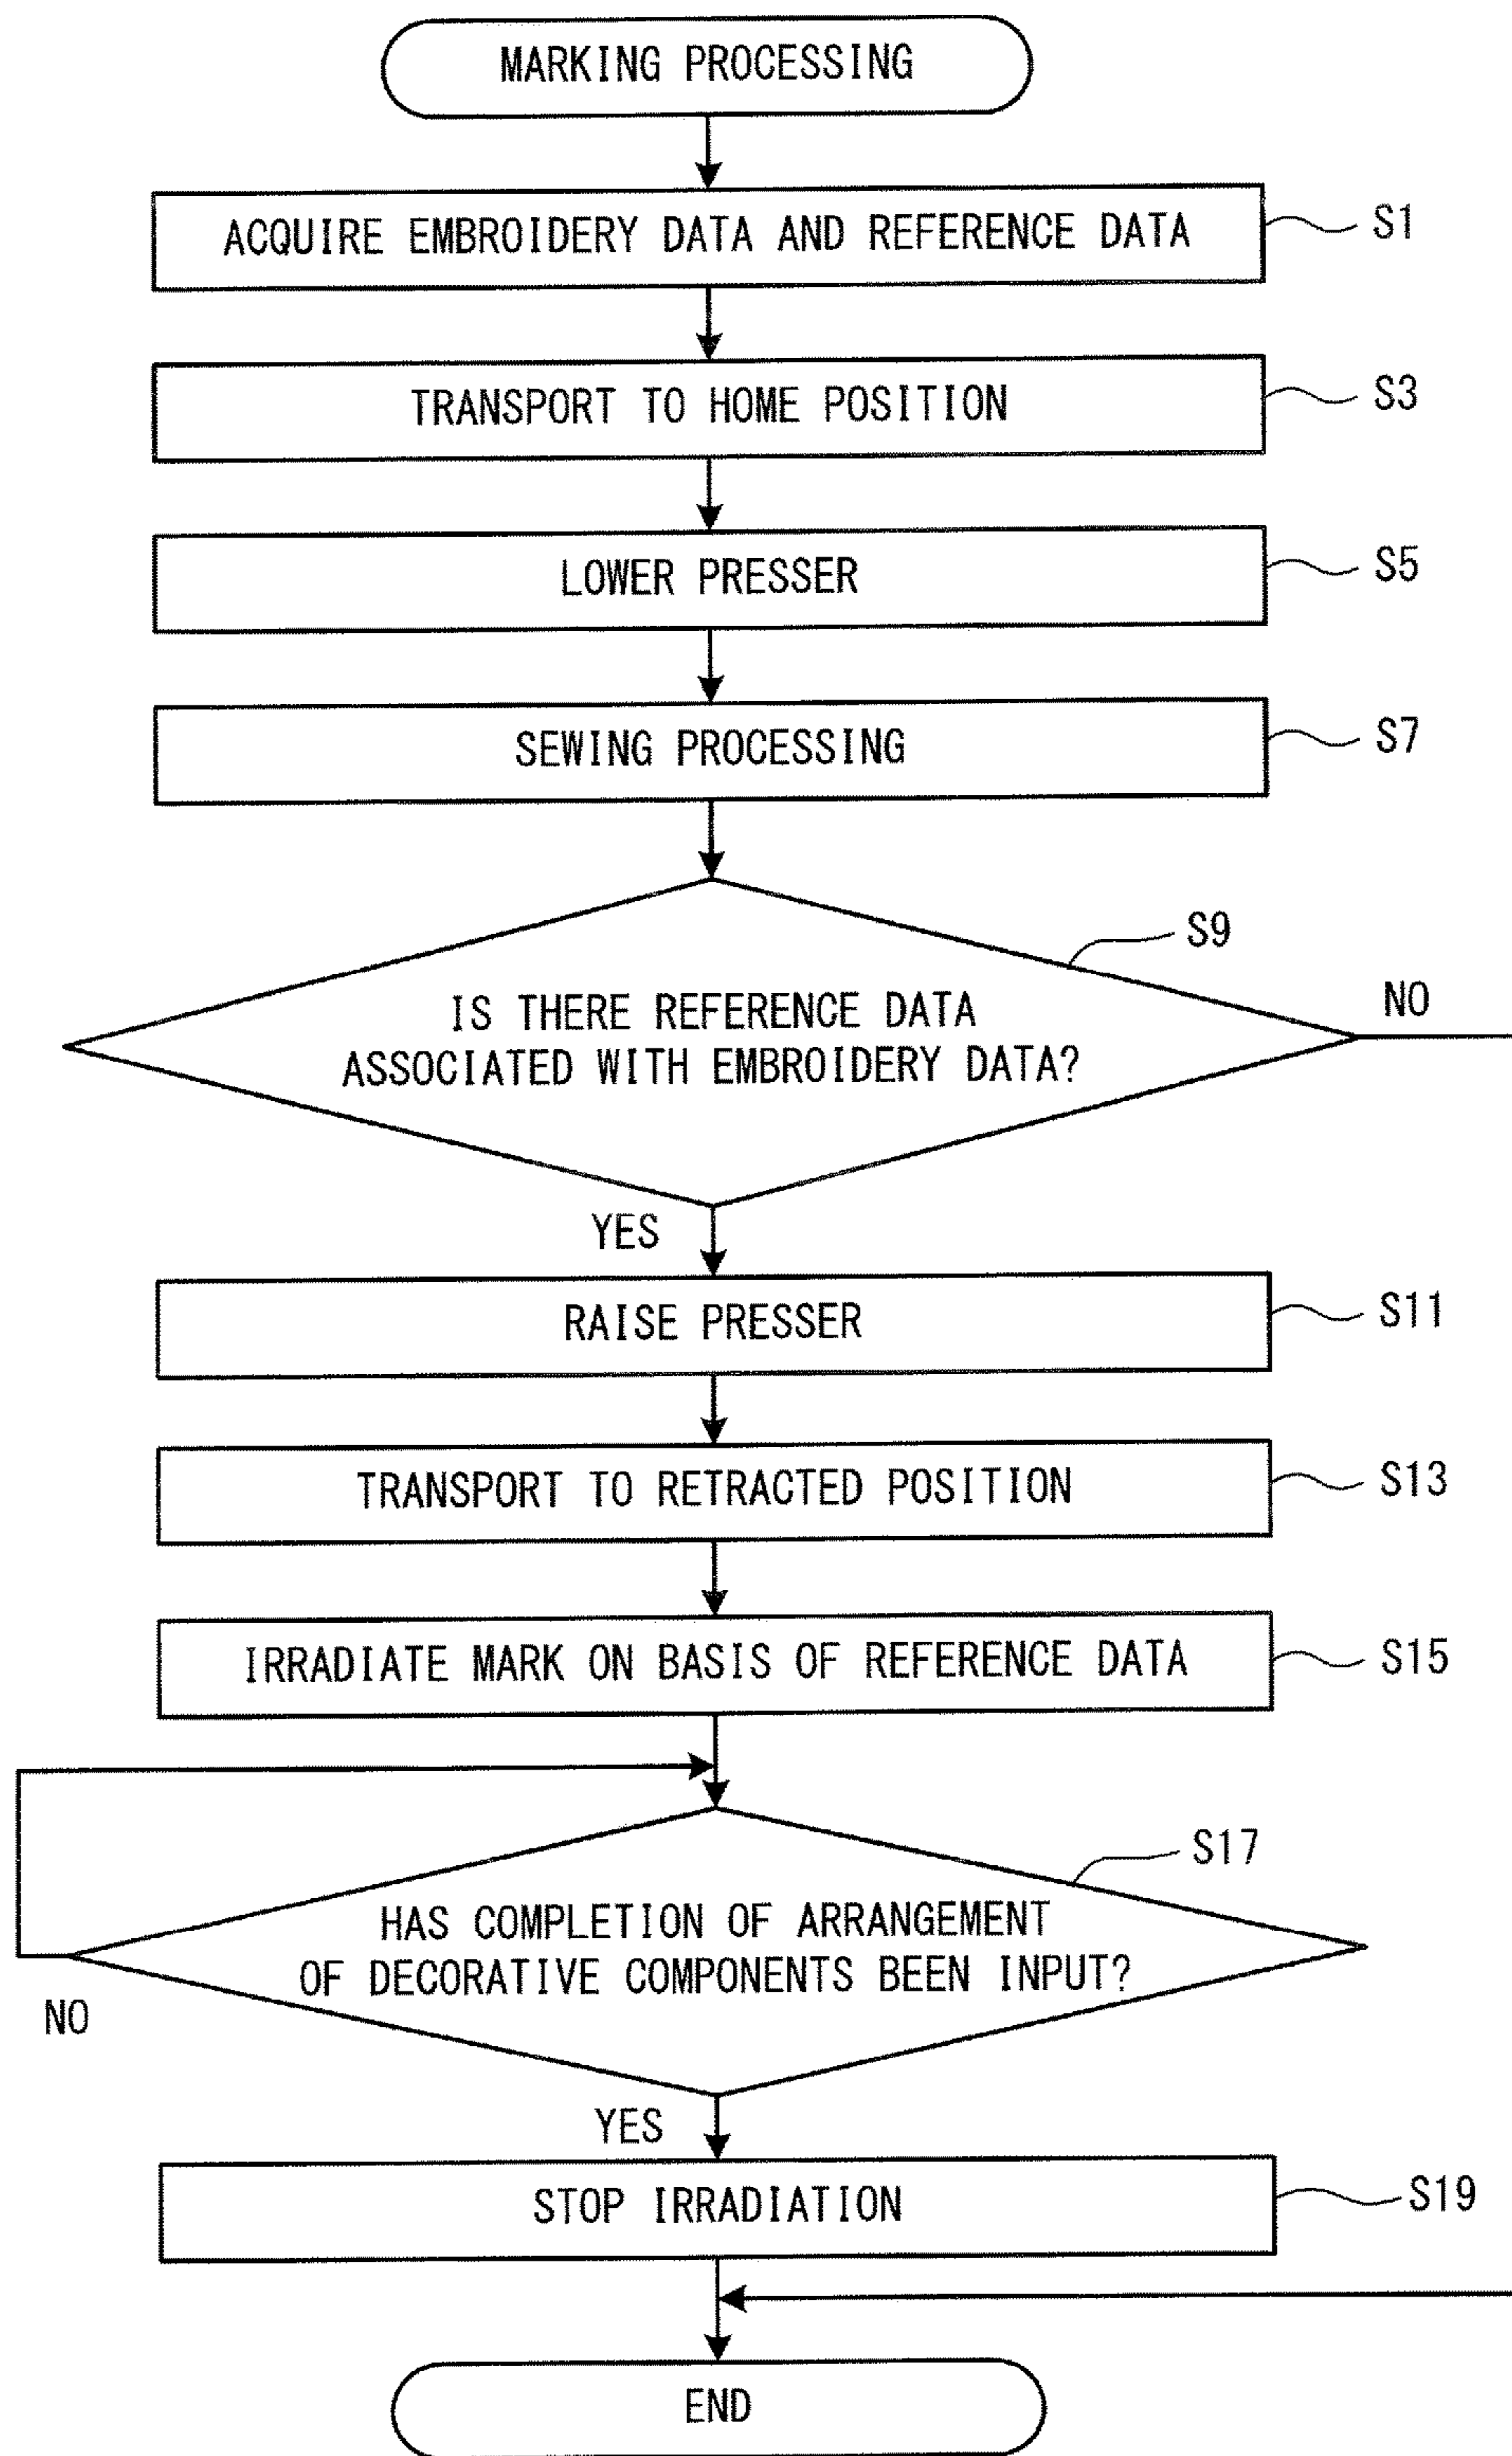 MARKING PROCESSING
ACQUIRE EMBROIDERY DATA AND REFERENCE DATA
S1
TRANSPORT TO HOME POSITION
S3
LOWER PRESSER
S5
SEWING PROCESSING
S7
S9
IS THERE REFERENCE DATA
ASSOCIATED WITH EMBROIDERY DATA?
NO
YES
RAISE PRESSER
S11
TRANSPORT TO RETRACTED POSITION
S13
IRRADIATE MARK ON BASIS OF REFERENCE DATA
S15
S17
HAS COMPLETION OF ARRANGEMENT
OF DECORATIVE COMPONENTS BEEN INPUT?
NO
YES
STOP IRRADIATION
S19
END